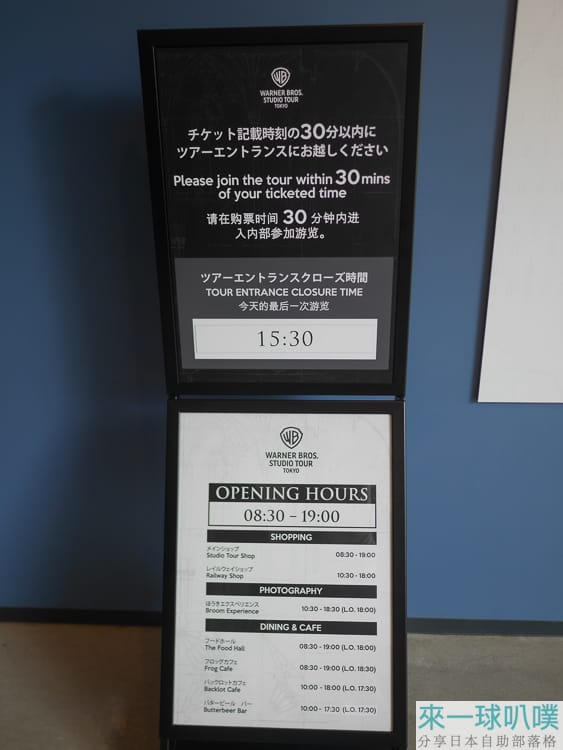 WB
WARNER BROS.
STUDIO TOUR
TOKYO
チケット記載時刻の30分以内に
ツアーエントランスにお越しください
Please join the tour within 30 mins
of your ticketed time
请在购票时间 30 分钟内进
入内部参加游览。
ツアーエントランスクローズ時間
TOUR ENTRANCE CLOSURE TIME
今天的最后一次游览
15:30
WB
WARNER BROS.
STUDIO TOUR
TOKYO
OPENING HOURS
08:30 - 19:00
SHOPPING
メインショップ
Studio Tour Shop 08:30 - 19:00
レイルウェイショップ
Railway Shop 10:30 - 18:00
PHOTOGRAPHY
ほうきエクスペリエンス
Broom Experience 10:30 - 18:30 (L.O. 18:00)
DINING & CAFE
フードホール
The Food Hall 08:30 - 19:00 (L.O. 18:00)
フロッグカフェ
Frog Cafe 08:30 - 19:00 (L.O. 18:30)
バックロットカフェ
Backlot Cafe 10:00 - 18:00 (L.O. 17:30)
バタービール バー
Butterbeer Bar 10:00 - 17:30 (L.O. 17:30)
來一球叭噗
分享日本自助部落格